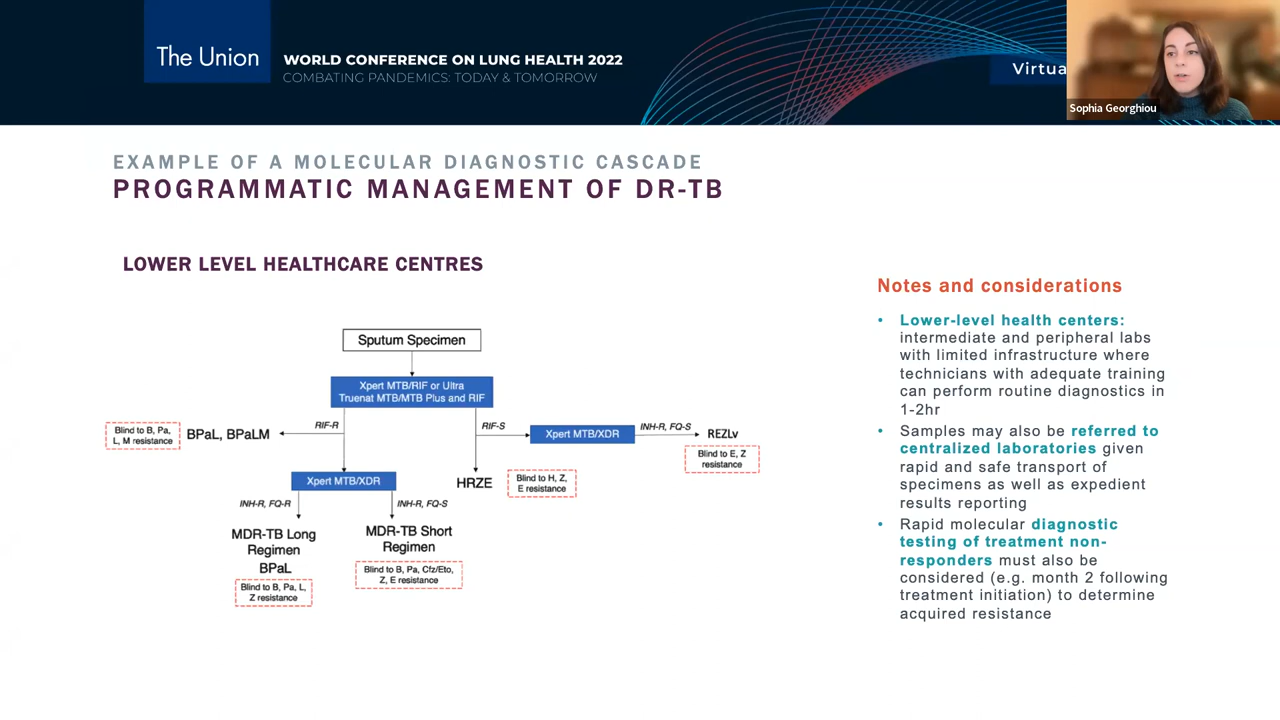 The Union
WORLD CONFERENCE ON LUNG HEALTH 2022
COMBATING PANDEMICS: TODAY & TOMORROW
Virtua
Sophia Georghiou
EXAMPLE OF A MOLECULAR DIAGNOSTIC CASCADE
PROGRAMMATIC MANAGEMENT OF DR-TB
LOWER LEVEL HEALTHCARE CENTRES
Sputum Specimen
Xpert MTB/RIF or Ultra
Truenat MTB/MTB Plus and RIF
RIF-R
RIF-S
Blind to B, Pa,
L, M resistance
BPaL, BPaLM
Xpert MTB/XDR
INH-R, FQ-S
REZLv
Blind to E, Z
resistance
Xpert MTB/XDR
HRZE
Blind to H, Z,
E resistance
INH-R, FQ-R
INH-R, FQ-S
MDR-TB Long
Regimen
BPaL
Blind to B, Pa, L,
Z resistance
MDR-TB Short
Regimen
Blind to B, Pa, Cfz/Eto,
Z, E resistance
Notes and considerations
• Lower-level health centers:
intermediate and peripheral labs
with limited infrastructure where
technicians with adequate training
can perform routine diagnostics in
1-2hr
• Samples may also be referred to
centralized laboratories given
rapid and safe transport of
specimens as well as expedient
results reporting
• Rapid molecular diagnostic
testing of treatment non-
responders must also be
considered (e.g. month 2 following
treatment initiation) to determine
acquired resistance